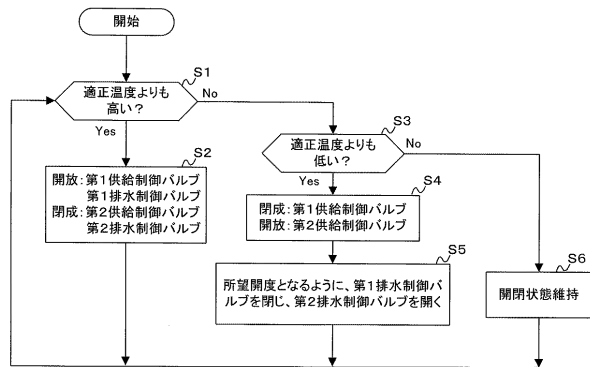 開始
S1
適正温度よりも
高い?
No
Yes
S3
適正温度よりも
低い?
No
Yes
S2
開放:第1供給制御バルブ
第1排水制御バルブ
閉成:第2供給制御バルブ
第2排水制御バルブ
S4
閉成:第1供給制御バルブ
開放:第2供給制御バルブ
S5
所望開度となるように、第1排水制御バ
ルブを閉じ、第2排水制御バルブを開く
S6
開閉状態維持